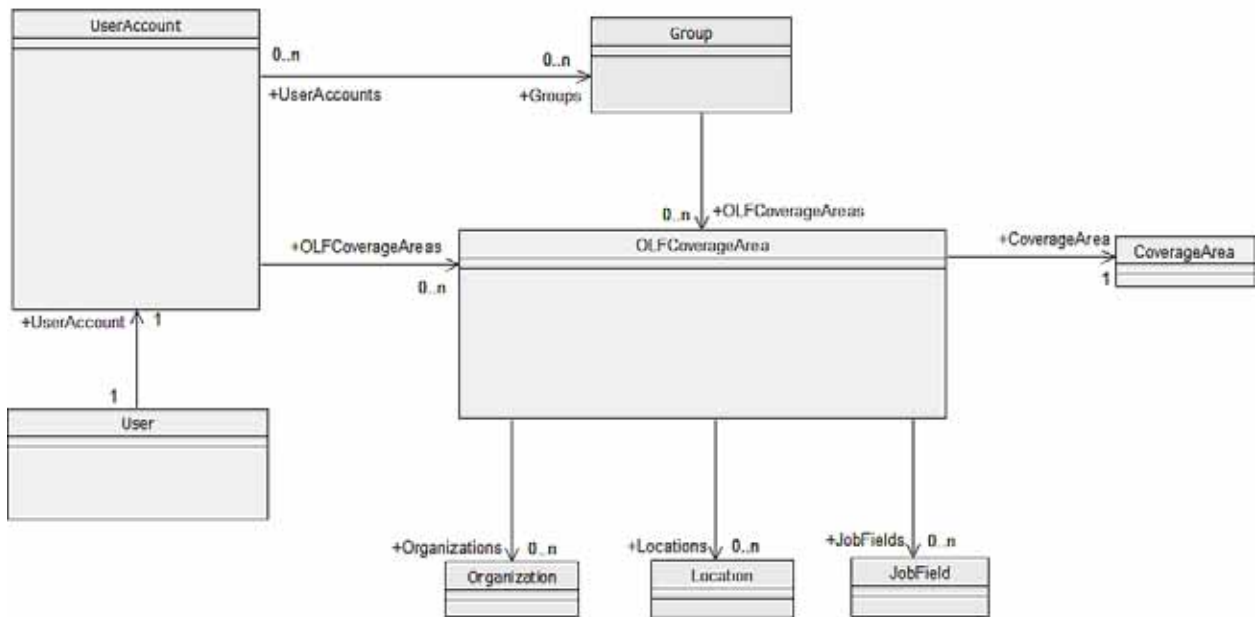 UserAccount
Group
0..n
0..n
+UserAccounts
+Groups
0..n
+OLFCoverageAreas
+OLFCoverageAreas
0..n
OLFCoverageArea
+CoverageArea
1
CoverageArea
+UserAccount
1
1
User
+Organizations
0..n
+Locations
0..n
+JobFields
0..n
Organization
Location
JobField